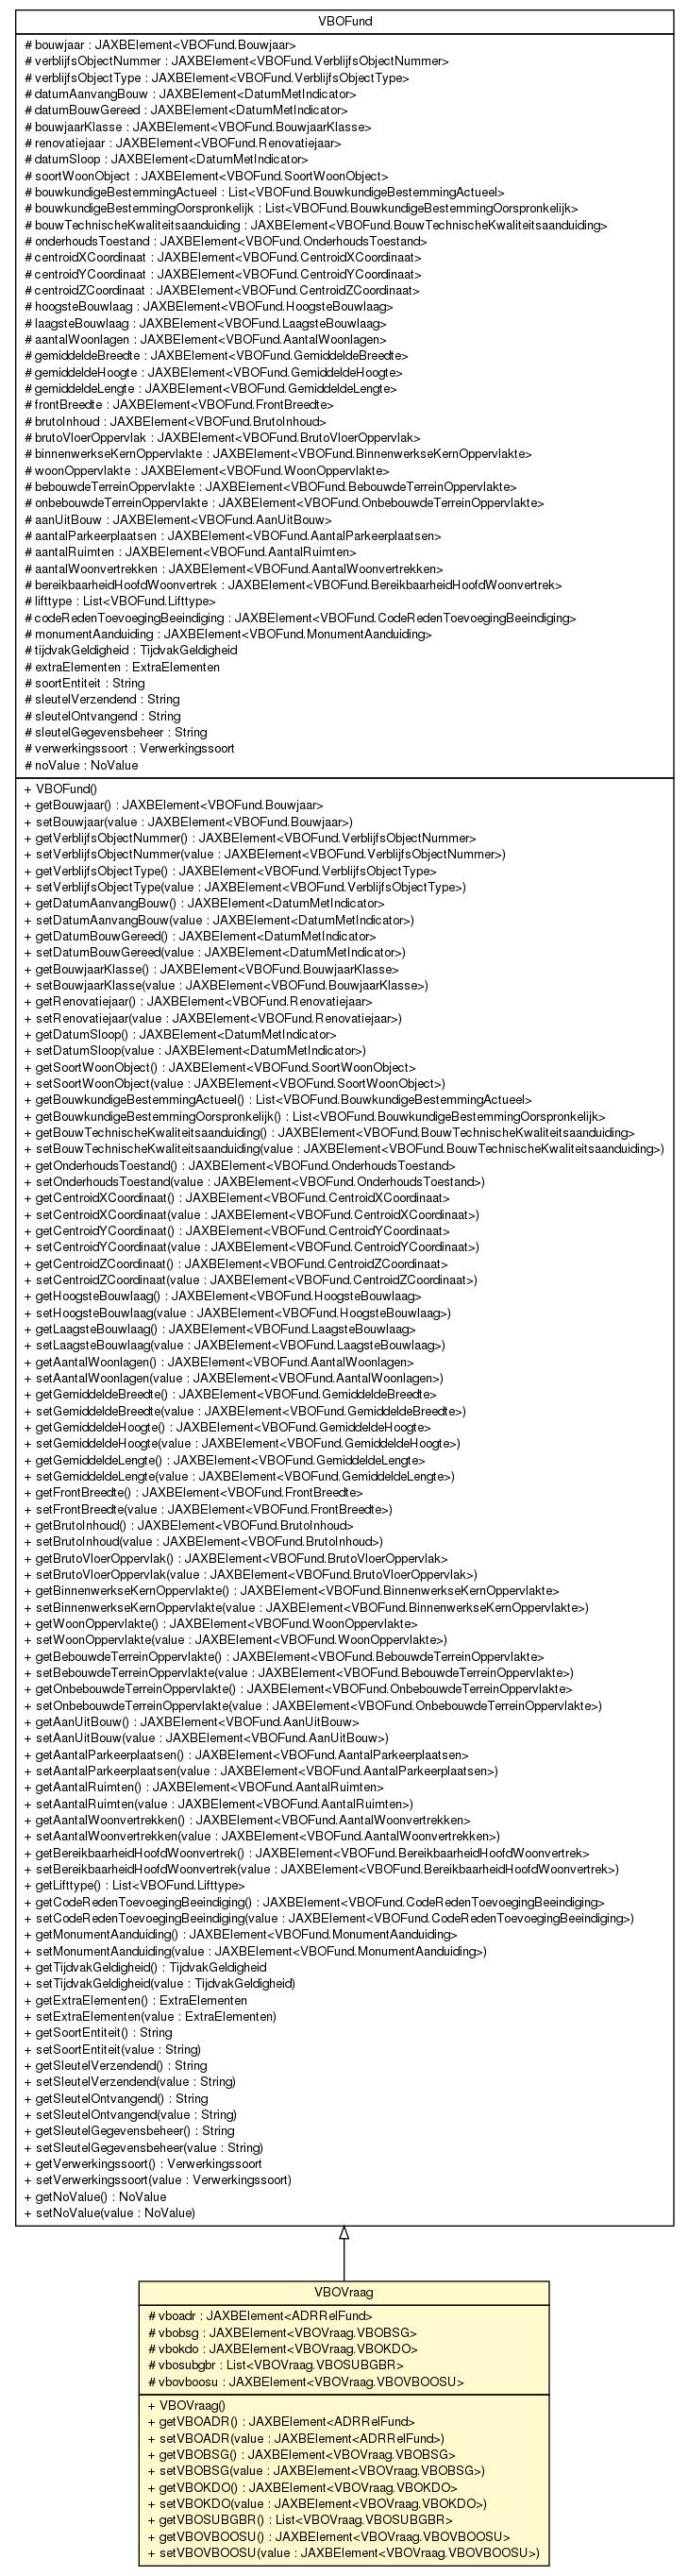 VBOFund
# bouwjaar : JAXBElement<VBOFund.Bouwjaar>
# verblijfsObjectNummer : JAXBElement<VBOFund.VerblijfsObjectNummer>
# verblijfsObjectType : JAXBElement<VBOFund.VerblijfsObjectType>
# datumAanvangBouw : JAXBElement<DatumMetIndicator>
# datumBouwGereed : JAXBElement<DatumMetIndicator>
# bouwjaarKlasse : JAXBElement<VBOFund.BouwjaarKlasse>
# renovatiejaar : JAXBElement<VBOFund.Renovatiejaar>
# datumSloop : JAXBElement<DatumMetIndicator>
# soortWoonObject : JAXBElement<VBOFund.SoortWoonObject>
# bouwkundigeBestemmingActueel : List<VBOFund.BouwkundigeBestemmingActueel>
# bouwkundigeBestemmingOorspronkelijk : List<VBOFund.BouwkundigeBestemmingOorspronkelijk>
# bouwTechnischeKwaliteitsaanduiding : JAXBElement<VBOFund.BouwTechnischeKwaliteitsaanduiding>
# onderhoudsToestand : JAXBElement<VBOFund.OnderhoudsToestand>
# centroidXCoordinaat : JAXBElement<VBOFund.CentroidXCoordinaat>
# centroidYCoordinaat : JAXBElement<VBOFund.CentroidYCoordinaat>
# centroidZCoordinaat : JAXBElement<VBOFund.CentroidZCoordinaat>
# hoogsteBouwlaag : JAXBElement<VBOFund.HoogsteBouwlaag>
# laagsteBouwlaag : JAXBElement<VBOFund.LaagsteBouwlaag>
# aantalWoonlagen : JAXBElement<VBOFund.AantalWoonlagen>
# gemiddeldeBreedte : JAXBElement<VBOFund.GemiddeldeBreedte>
# gemiddeldeHoogte : JAXBElement<VBOFund.GemiddeldeHoogte>
# gemiddeldeLengte : JAXBElement<VBOFund.GemiddeldeLengte>
# frontBreedte : JAXBElement<VBOFund.FrontBreedte>
# brutoInhoud : JAXBElement<VBOFund.BrutoInhoud>
# brutoVloerOppervlak : JAXBElement<VBOFund.BrutoVloerOppervlak>
# binnenwerkseKernOppervlakte : JAXBElement<VBOFund.BinnenwerkseKernOppervlakte>
# woonOppervlakte : JAXBElement<VBOFund.WoonOppervlakte>
# bebouwdeTerreinOppervlakte : JAXBElement<VBOFund.BebouwdeTerreinOppervlakte>
# onbebouwdeTerreinOppervlakte : JAXBElement<VBOFund.OnbebouwdeTerreinOppervlakte>
# aanUitBouw : JAXBElement<VBOFund.AanUitBouw>
# aantalParkeerplaatsen : JAXBElement<VBOFund.AantalParkeerplaatsen>
# aantalRuimten : JAXBElement<VBOFund.AantalRuimten>
# aantalWoonvertrekken : JAXBElement<VBOFund.AantalWoonvertrekken>
# bereikbaarheidHoofdWoonvertrek : JAXBElement<VBOFund.BereikbaarheidHoofdWoonvertrek>
# lifttype : List<VBOFund.Lifttype>
# codeRedenToevoegingBeeindiging : JAXBElement<VBOFund.CodeRedenToevoegingBeeindiging>
# monumentAanduiding : JAXBElement<VBOFund.MonumentAanduiding>
# tijdvakGeldigheid : TijdvakGeldigheid
# extraElementen : ExtraElementen
# soortEntiteit : String
# sleutelVerzendend : String
# sleutelOntvangend : String
# sleutelGegevensbeheer : String
# verwerkingssoort : Verwerkingssoort
# noValue : NoValue
+ VBOFund()
+ getBouwjaar() : JAXBElement<VBOFund.Bouwjaar>
+ setBouwjaar(value : JAXBElement<VBOFund.Bouwjaar>)
+ getVerblijfsObjectNummer() : JAXBElement<VBOFund.VerblijfsObjectNummer>
+ setVerblijfsObjectNummer(value : JAXBElement<VBOFund.VerblijfsObjectNummer>)
+ getVerblijfsObjectType() : JAXBElement<VBOFund.VerblijfsObjectType>
+ setVerblijfsObjectType(value : JAXBElement<VBOFund.VerblijfsObjectType>)
+ getDatumAanvangBouw() : JAXBElement<DatumMetIndicator>
+ setDatumAanvangBouw(value : JAXBElement<DatumMetIndicator>)
+ getDatumBouwGereed() : JAXBElement<DatumMetIndicator>
+ setDatumBouwGereed(value : JAXBElement<DatumMetIndicator>)
+ getBouwjaarKlasse() : JAXBElement<VBOFund.BouwjaarKlasse>
+ setBouwjaarKlasse(value : JAXBElement<VBOFund.BouwjaarKlasse>)
+ getRenovatiejaar() : JAXBElement<VBOFund.Renovatiejaar>
+ setRenovatiejaar(value : JAXBElement<VBOFund.Renovatiejaar>)
+ getDatumSloop() : JAXBElement<DatumMetIndicator>
+ setDatumSloop(value : JAXBElement<DatumMetIndicator>)
+ getSoortWoonObject() : JAXBElement<VBOFund.SoortWoonObject>
+ setSoortWoonObject(value : JAXBElement<VBOFund.SoortWoonObject>)
+ getBouwkundigeBestemmingActueel() : List<VBOFund.BouwkundigeBestemmingActueel>
+ getBouwkundigeBestemmingOorspronkelijk() : List<VBOFund.BouwkundigeBestemmingOorspronkelijk>
+ getBouwTechnischeKwaliteitsaanduiding() : JAXBElement<VBOFund.BouwTechnischeKwaliteitsaanduiding>
+ setBouwTechnischeKwaliteitsaanduiding(value : JAXBElement<VBOFund.BouwTechnischeKwaliteitsaanduiding>)
+ getOnderhoudsToestand() : JAXBElement<VBOFund.OnderhoudsToestand>
+ setOnderhoudsToestand(value : JAXBElement<VBOFund.OnderhoudsToestand>)
+ getCentroidXCoordinaat() : JAXBElement<VBOFund.CentroidXCoordinaat>
+ setCentroidXCoordinaat(value : JAXBElement<VBOFund.CentroidXCoordinaat>)
+ getCentroidYCoordinaat() : JAXBElement<VBOFund.CentroidYCoordinaat>
+ setCentroidYCoordinaat(value : JAXBElement<VBOFund.CentroidYCoordinaat>)
+ getCentroidZCoordinaat() : JAXBElement<VBOFund.CentroidZCoordinaat>
+ setCentroidZCoordinaat(value : JAXBElement<VBOFund.CentroidZCoordinaat>)
+ getHoogsteBouwlaag() : JAXBElement<VBOFund.HoogsteBouwlaag>
+ setHoogsteBouwlaag(value : JAXBElement<VBOFund.HoogsteBouwlaag>)
+ getLaagsteBouwlaag() : JAXBElement<VBOFund.LaagsteBouwlaag>
+ setLaagsteBouwlaag(value : JAXBElement<VBOFund.LaagsteBouwlaag>)
+ getAantalWoonlagen() : JAXBElement<VBOFund.AantalWoonlagen>
+ setAantalWoonlagen(value : JAXBElement<VBOFund.AantalWoonlagen>)
+ getGemiddeldeBreedte() : JAXBElement<VBOFund.GemiddeldeBreedte>
+ setGemiddeldeBreedte(value : JAXBElement<VBOFund.GemiddeldeBreedte>)
+ getGemiddeldeHoogte() : JAXBElement<VBOFund.GemiddeldeHoogte>
+ setGemiddeldeHoogte(value : JAXBElement<VBOFund.GemiddeldeHoogte>)
+ getGemiddeldeLengte() : JAXBElement<VBOFund.GemiddeldeLengte>
+ setGemiddeldeLengte(value : JAXBElement<VBOFund.GemiddeldeLengte>)
+ getFrontBreedte() : JAXBElement<VBOFund.FrontBreedte>
+ setFrontBreedte(value : JAXBElement<VBOFund.FrontBreedte>)
+ getBrutoInhoud() : JAXBElement<VBOFund.BrutoInhoud>
+ setBrutoInhoud(value : JAXBElement<VBOFund.BrutoInhoud>)
+ getBrutoVloerOppervlak() : JAXBElement<VBOFund.BrutoVloerOppervlak>
+ setBrutoVloerOppervlak(value : JAXBElement<VBOFund.BrutoVloerOppervlak>)
+ getBinnenwerkseKernOppervlakte() : JAXBElement<VBOFund.BinnenwerkseKernOppervlakte>
+ setBinnenwerkseKernOppervlakte(value : JAXBElement<VBOFund.BinnenwerkseKernOppervlakte>)
+ getWoonOppervlakte() : JAXBElement<VBOFund.WoonOppervlakte>
+ setWoonOppervlakte(value : JAXBElement<VBOFund.WoonOppervlakte>)
+ getBebouwdeTerreinOppervlakte() : JAXBElement<VBOFund.BebouwdeTerreinOppervlakte>
+ setBebouwdeTerreinOppervlakte(value : JAXBElement<VBOFund.BebouwdeTerreinOppervlakte>)
+ getOnbebouwdeTerreinOppervlakte() : JAXBElement<VBOFund.OnbebouwdeTerreinOppervlakte>
+ setOnbebouwdeTerreinOppervlakte(value : JAXBElement<VBOFund.OnbebouwdeTerreinOppervlakte>)
+ getAanUitBouw() : JAXBElement<VBOFund.AanUitBouw>
+ setAanUitBouw(value : JAXBElement<VBOFund.AanUitBouw>)
+ getAantalParkeerplaatsen() : JAXBElement<VBOFund.AantalParkeerplaatsen>
+ setAantalParkeerplaatsen(value : JAXBElement<VBOFund.AantalParkeerplaatsen>)
+ getAantalRuimten() : JAXBElement<VBOFund.AantalRuimten>
+ setAantalRuimten(value : JAXBElement<VBOFund.AantalRuimten>)
+ getAantalWoonvertrekken() : JAXBElement<VBOFund.AantalWoonvertrekken>
+ setAantalWoonvertrekken(value : JAXBElement<VBOFund.AantalWoonvertrekken>)
+ getBereikbaarheidHoofdWoonvertrek() : JAXBElement<VBOFund.BereikbaarheidHoofdWoonvertrek>
+ setBereikbaarheidHoofdWoonvertrek(value : JAXBElement<VBOFund.BereikbaarheidHoofdWoonvertrek>)
+ getLifttype() : List<VBOFund.Lifttype>
+ getCodeRedenToevoegingBeeindiging() : JAXBElement<VBOFund.CodeRedenToevoegingBeeindiging>
+ setCodeRedenToevoegingBeeindiging(value : JAXBElement<VBOFund.CodeRedenToevoegingBeeindiging>)
+ getMonumentAanduiding() : JAXBElement<VBOFund.MonumentAanduiding>
+ setMonumentAanduiding(value : JAXBElement<VBOFund.MonumentAanduiding>)
+ getTijdvakGeldigheid() : TijdvakGeldigheid
+ setTijdvakGeldigheid(value : TijdvakGeldigheid)
+ getExtraElementen() : ExtraElementen
+ setExtraElementen(value : ExtraElementen)
+ getSoortEntiteit() : String
+ setSoortEntiteit(value : String)
+ getSleutelVerzendend() : String
+ setSleutelVerzendend(value : String)
+ getSleutelOntvangend() : String
+ setSleutelOntvangend(value : String)
+ getSleutelGegevensbeheer() : String
+ setSleutelGegevensbeheer(value : String)
+ getVerwerkingssoort() : Verwerkingssoort
+ setVerwerkingssoort(value : Verwerkingssoort)
+ getNoValue() : NoValue
+ setNoValue(value : NoValue)
VBOVraag
# vboadr : JAXBElement<ADRRelFund>
# vbobsg : JAXBElement<VBOVraag.VBOBSG>
# vbokdo : JAXBElement<VBOVraag.VBOKDO>
# vbosubgbr : List<VBOVraag.VBOSUBGBR>
# vbovboosu : JAXBElement<VBOVraag.VBOVBOOSU>
+ VBOVraag()
+ getVBOADR() : JAXBElement<ADRRelFund>
+ setVBOADR(value : JAXBElement<ADRRelFund>)
+ getVBOBSG() : JAXBElement<VBOVraag.VBOBSG>
+ setVBOBSG(value : JAXBElement<VBOVraag.VBOBSG>)
+ getVBOKDO() : JAXBElement<VBOVraag.VBOKDO>
+ setVBOKDO(value : JAXBElement<VBOVraag.VBOKDO>)
+ getVBOSUBGBR() : List<VBOVraag.VBOSUBGBR>
+ getVBOVBOOSU() : JAXBElement<VBOVraag.VBOVBOOSU>
+ setVBOVBOOSU(value : JAXBElement<VBOVraag.VBOVBOOSU>)